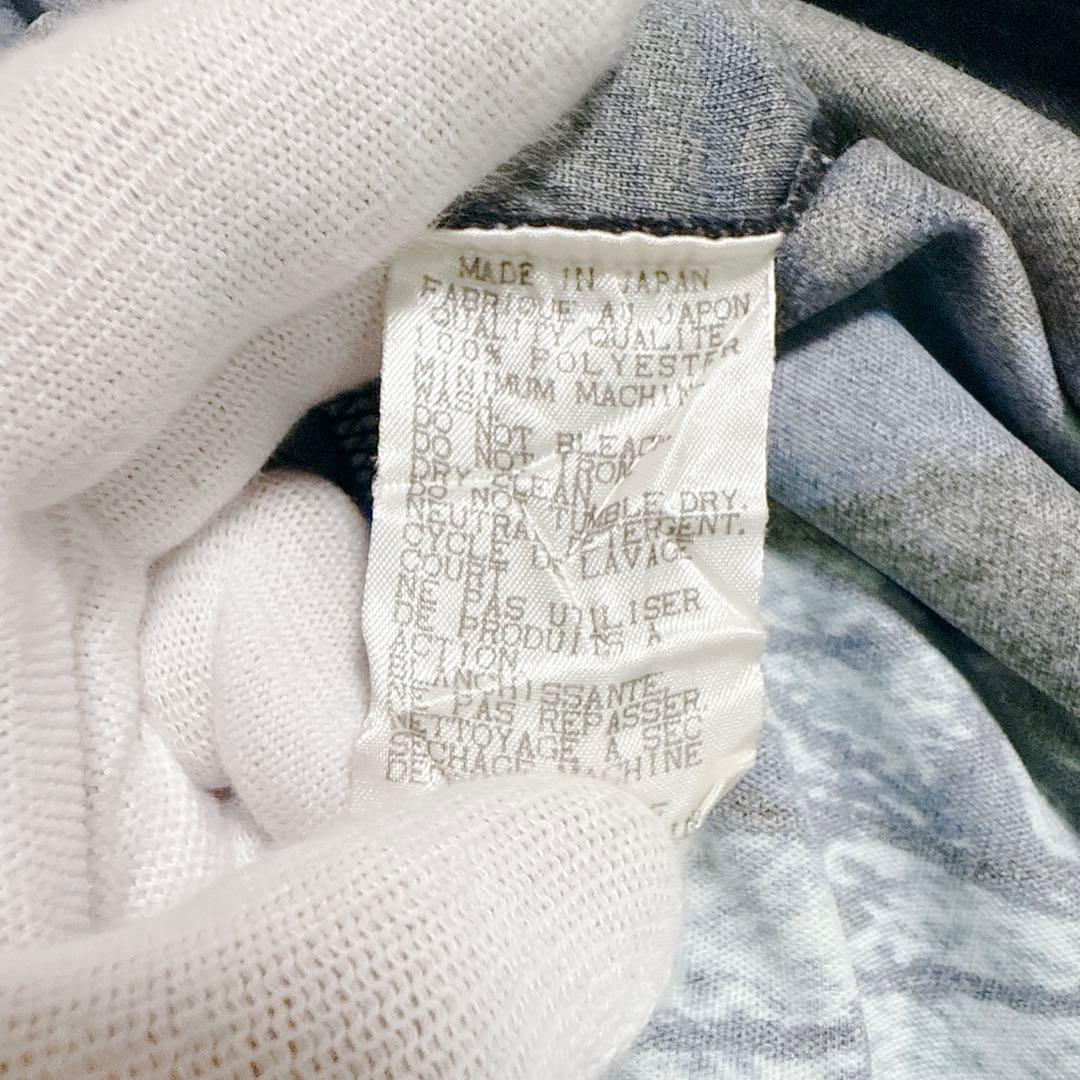 MADE IN JAPAN
FABRIQUE AU JAPON
QUALITY QUALITE
100% POLYESTER
MINIMUM MACHINE
DO NOT BLEACH
DO NOT IRON
DRY CLEAN
DO NOT TUMBLE DRY
NEUTRAL DETERGENT.
CYCLE DE LAVAGE
DOUCERT
NE PAS UTILISER
DE PRODUITS A
ACTION
BLANCHISSANTE
NE PAS REPASSER.
NETTOYAGE A SEC
SECHAGE MACHINE